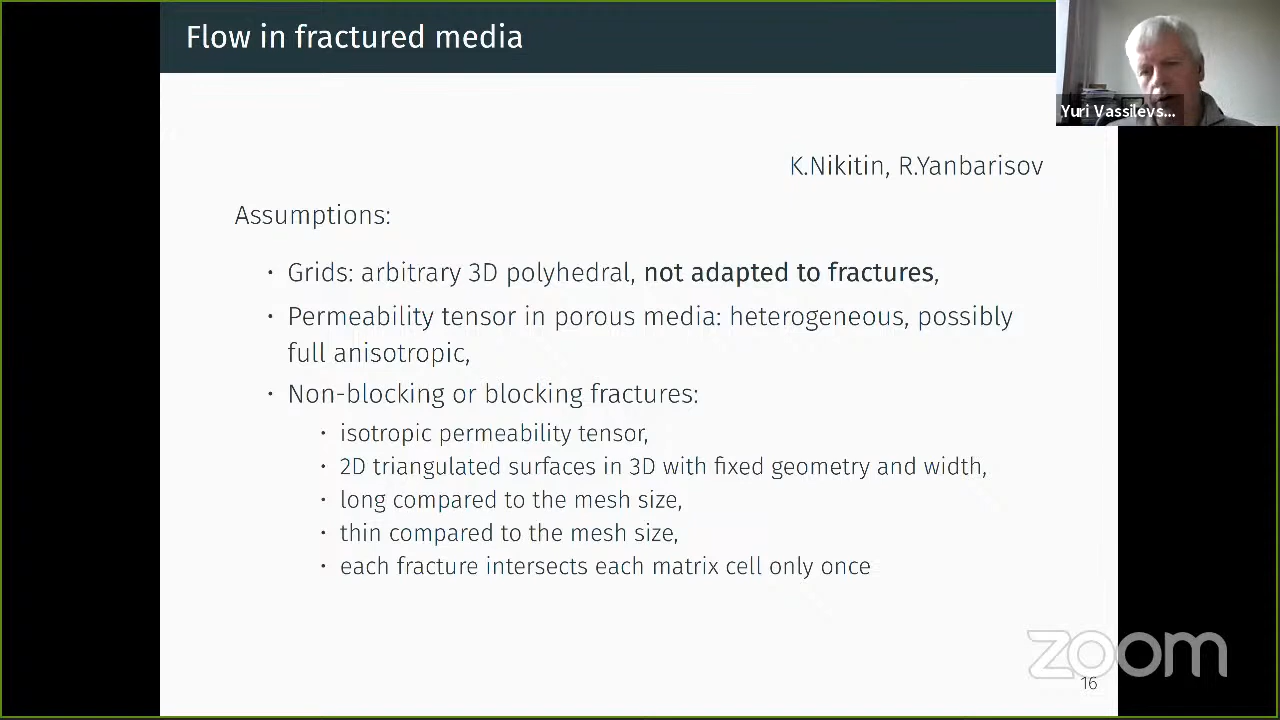 Flow in fractured media
Yuri Vassilevs...
K.Nikitin, R.Yanbarisov
Assumptions:
· Grids: arbitrary 3D polyhedral, not adapted to fractures,
· Permeability tensor in porous media: heterogeneous, possibly
full anisotropic,
· Non-blocking or blocking fractures:
· isotropic permeability tensor,
· 2D triangulated surfaces in 3D with fixed geometry and width,
· long compared to the mesh size,
· thin compared to the mesh size,
· each fracture intersects each matrix cell only once
zoom
16